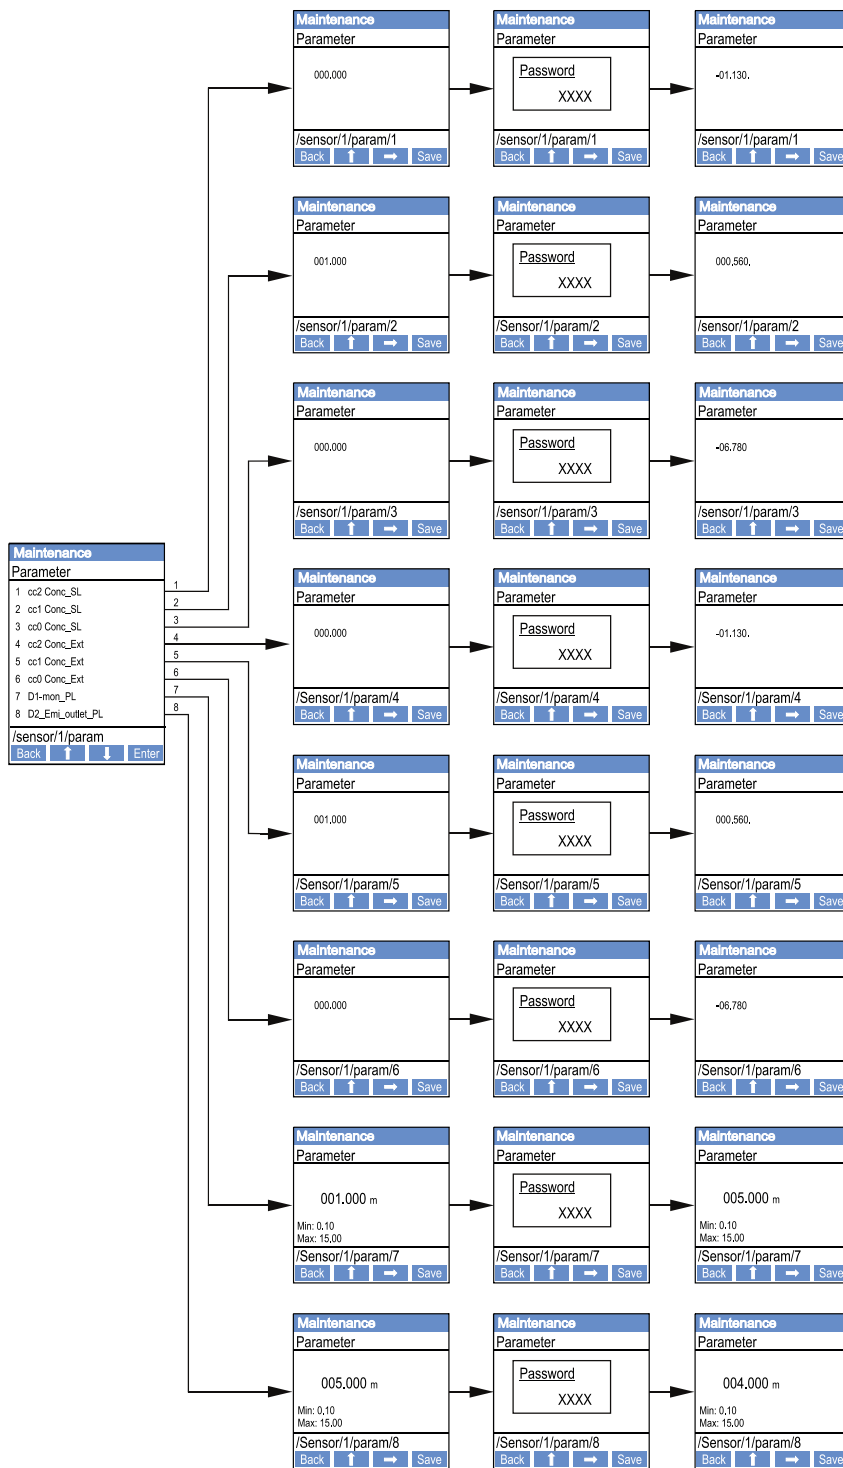 Maintenance
Parameter
000.000
/sensor/1/param/1
Back Save
Maintenance
Parameter
Password
XXXX
/sensor/1/param/1
Back Save
Maintenance
Parameter
-01.130.
/sensor/1/param/1
Back Save
Maintenance
Parameter
001.000
/sensor/1/param/2
Back Save
Maintenance
Parameter
Password
XXXX
/Sensor/1/param/2
Back Save
Maintenance
Parameter
000.560.
/sensor/1/param/2
Back Save
Maintenance
Parameter
000.000
/sensor/1/param/3
Back Save
Maintenance
Parameter
Password
XXXX
/sensor/1/param/3
Back Save
Maintenance
Parameter
-06.780
/sensor/1/param/3
Back Save
Maintenance
Parameter
1 cc2 Conc_SL
2 cc1 Conc_SL
3 cc0 Conc_SL
4 cc2 Conc_Ext
5 cc1 Conc_Ext
6 cc0 Conc_Ext
7 D1-mon_PL
8 D2_Emi_outlet_PL
/sensor/1/param
Back Enter
1
2
3
4
5
6
7
8
Maintenance
Parameter
000.000
/Sensor/1/param/4
Back Save
Maintenance
Parameter
Password
XXXX
/Sensor/1/param/4
Back Save
Maintenance
Parameter
-01.130.
/Sensor/1/param/4
Back Save
Maintenance
Parameter
001.000
/Sensor/1/param/5
Back Save
Maintenance
Parameter
Password
XXXX
/Sensor/1/param/5
Back Save
Maintenance
Parameter
000.560.
/Sensor/1/param/5
Back Save
Maintenance
Parameter
000.000
/Sensor/1/param/6
Back Save
Maintenance
Parameter
Password
XXXX
/Sensor/1/param/6
Back Save
Maintenance
Parameter
-06.780
/Sensor/1/param/6
Back Save
Maintenance
Parameter
001.000 m
Min: 0.10
Max: 15.00
/Sensor/1/param/7
Back Save
Maintenance
Parameter
Password
XXXX
/Sensor/1/param/7
Back Save
Maintenance
Parameter
005.000 m
Min: 0.10
Max: 15.00
/Sensor/1/param/7
Back Save
Maintenance
Parameter
005.000 m
Min: 0.10
Max: 15.00
/Sensor/1/param/8
Back Save
Maintenance
Parameter
Password
XXXX
/Sensor/1/param/8
Back Save
Maintenance
Parameter
004.000 m
Min: 0.10
Max: 15.00
/Sensor/1/param/8
Back Save